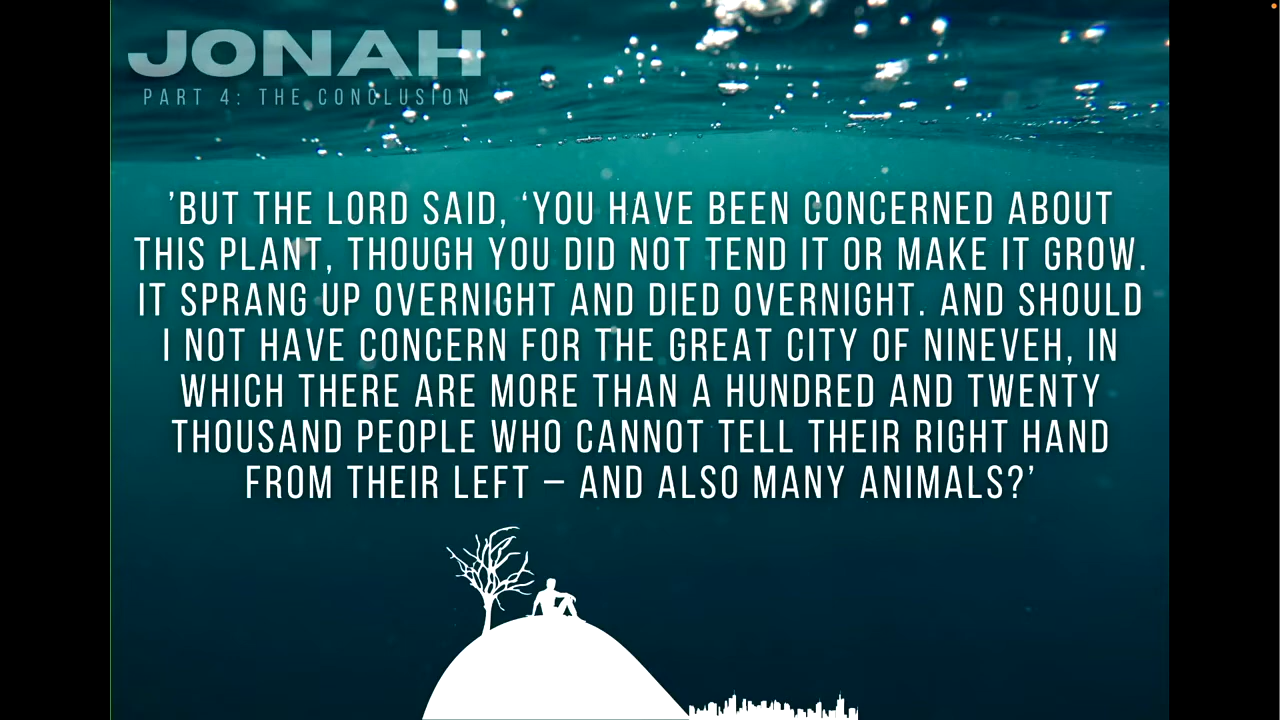 JONAH
PART 4: THE CONCLUSION
’BUT THE LORD SAID, ‘YOU HAVE BEEN CONCERNED ABOUT
THIS PLANT, THOUGH YOU DID NOT TEND IT OR MAKE IT GROW.
IT SPRANG UP OVERNIGHT AND DIED OVERNIGHT. AND SHOULD
I NOT HAVE CONCERN FOR THE GREAT CITY OF NINEVEH, IN
WHICH THERE ARE MORE THAN A HUNDRED AND TWENTY
THOUSAND PEOPLE WHO CANNOT TELL THEIR RIGHT HAND
FROM THEIR LEFT – AND ALSO MANY ANIMALS?’